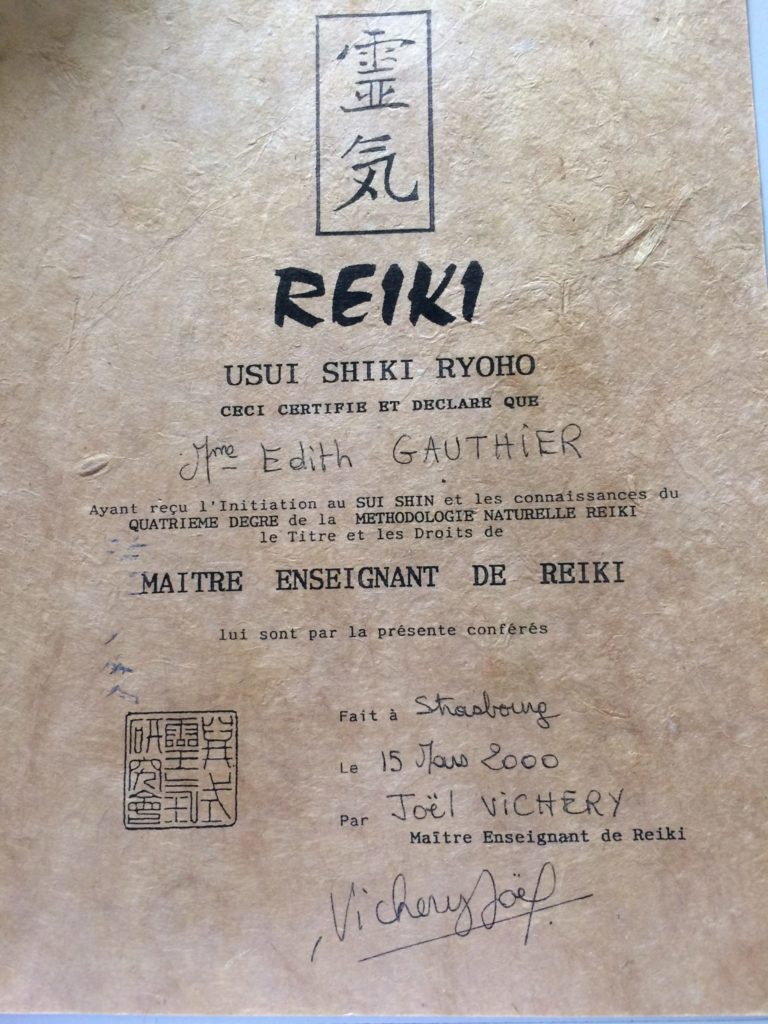 靈
気
REIKI
USUI SHIKI RYOHO
CECI CERTIFIE ET DECLARE QUE
Mme Edith GAUTHIER
Ayant reçu l'Initiation au SUI SHIN et les connaissances du
QUATRIEME DEGRE de la METHODOLOGIE NATURELLE REIKI
le Titre et les Droits de
MAITRE ENSEIGNANT DE REIKI
lui sont par la présente conférés
Fait à Strasbourg
Le 15 Mars 2000
Par Joël VICHERY
Maître Enseignant de Reiki
Vichery Joël